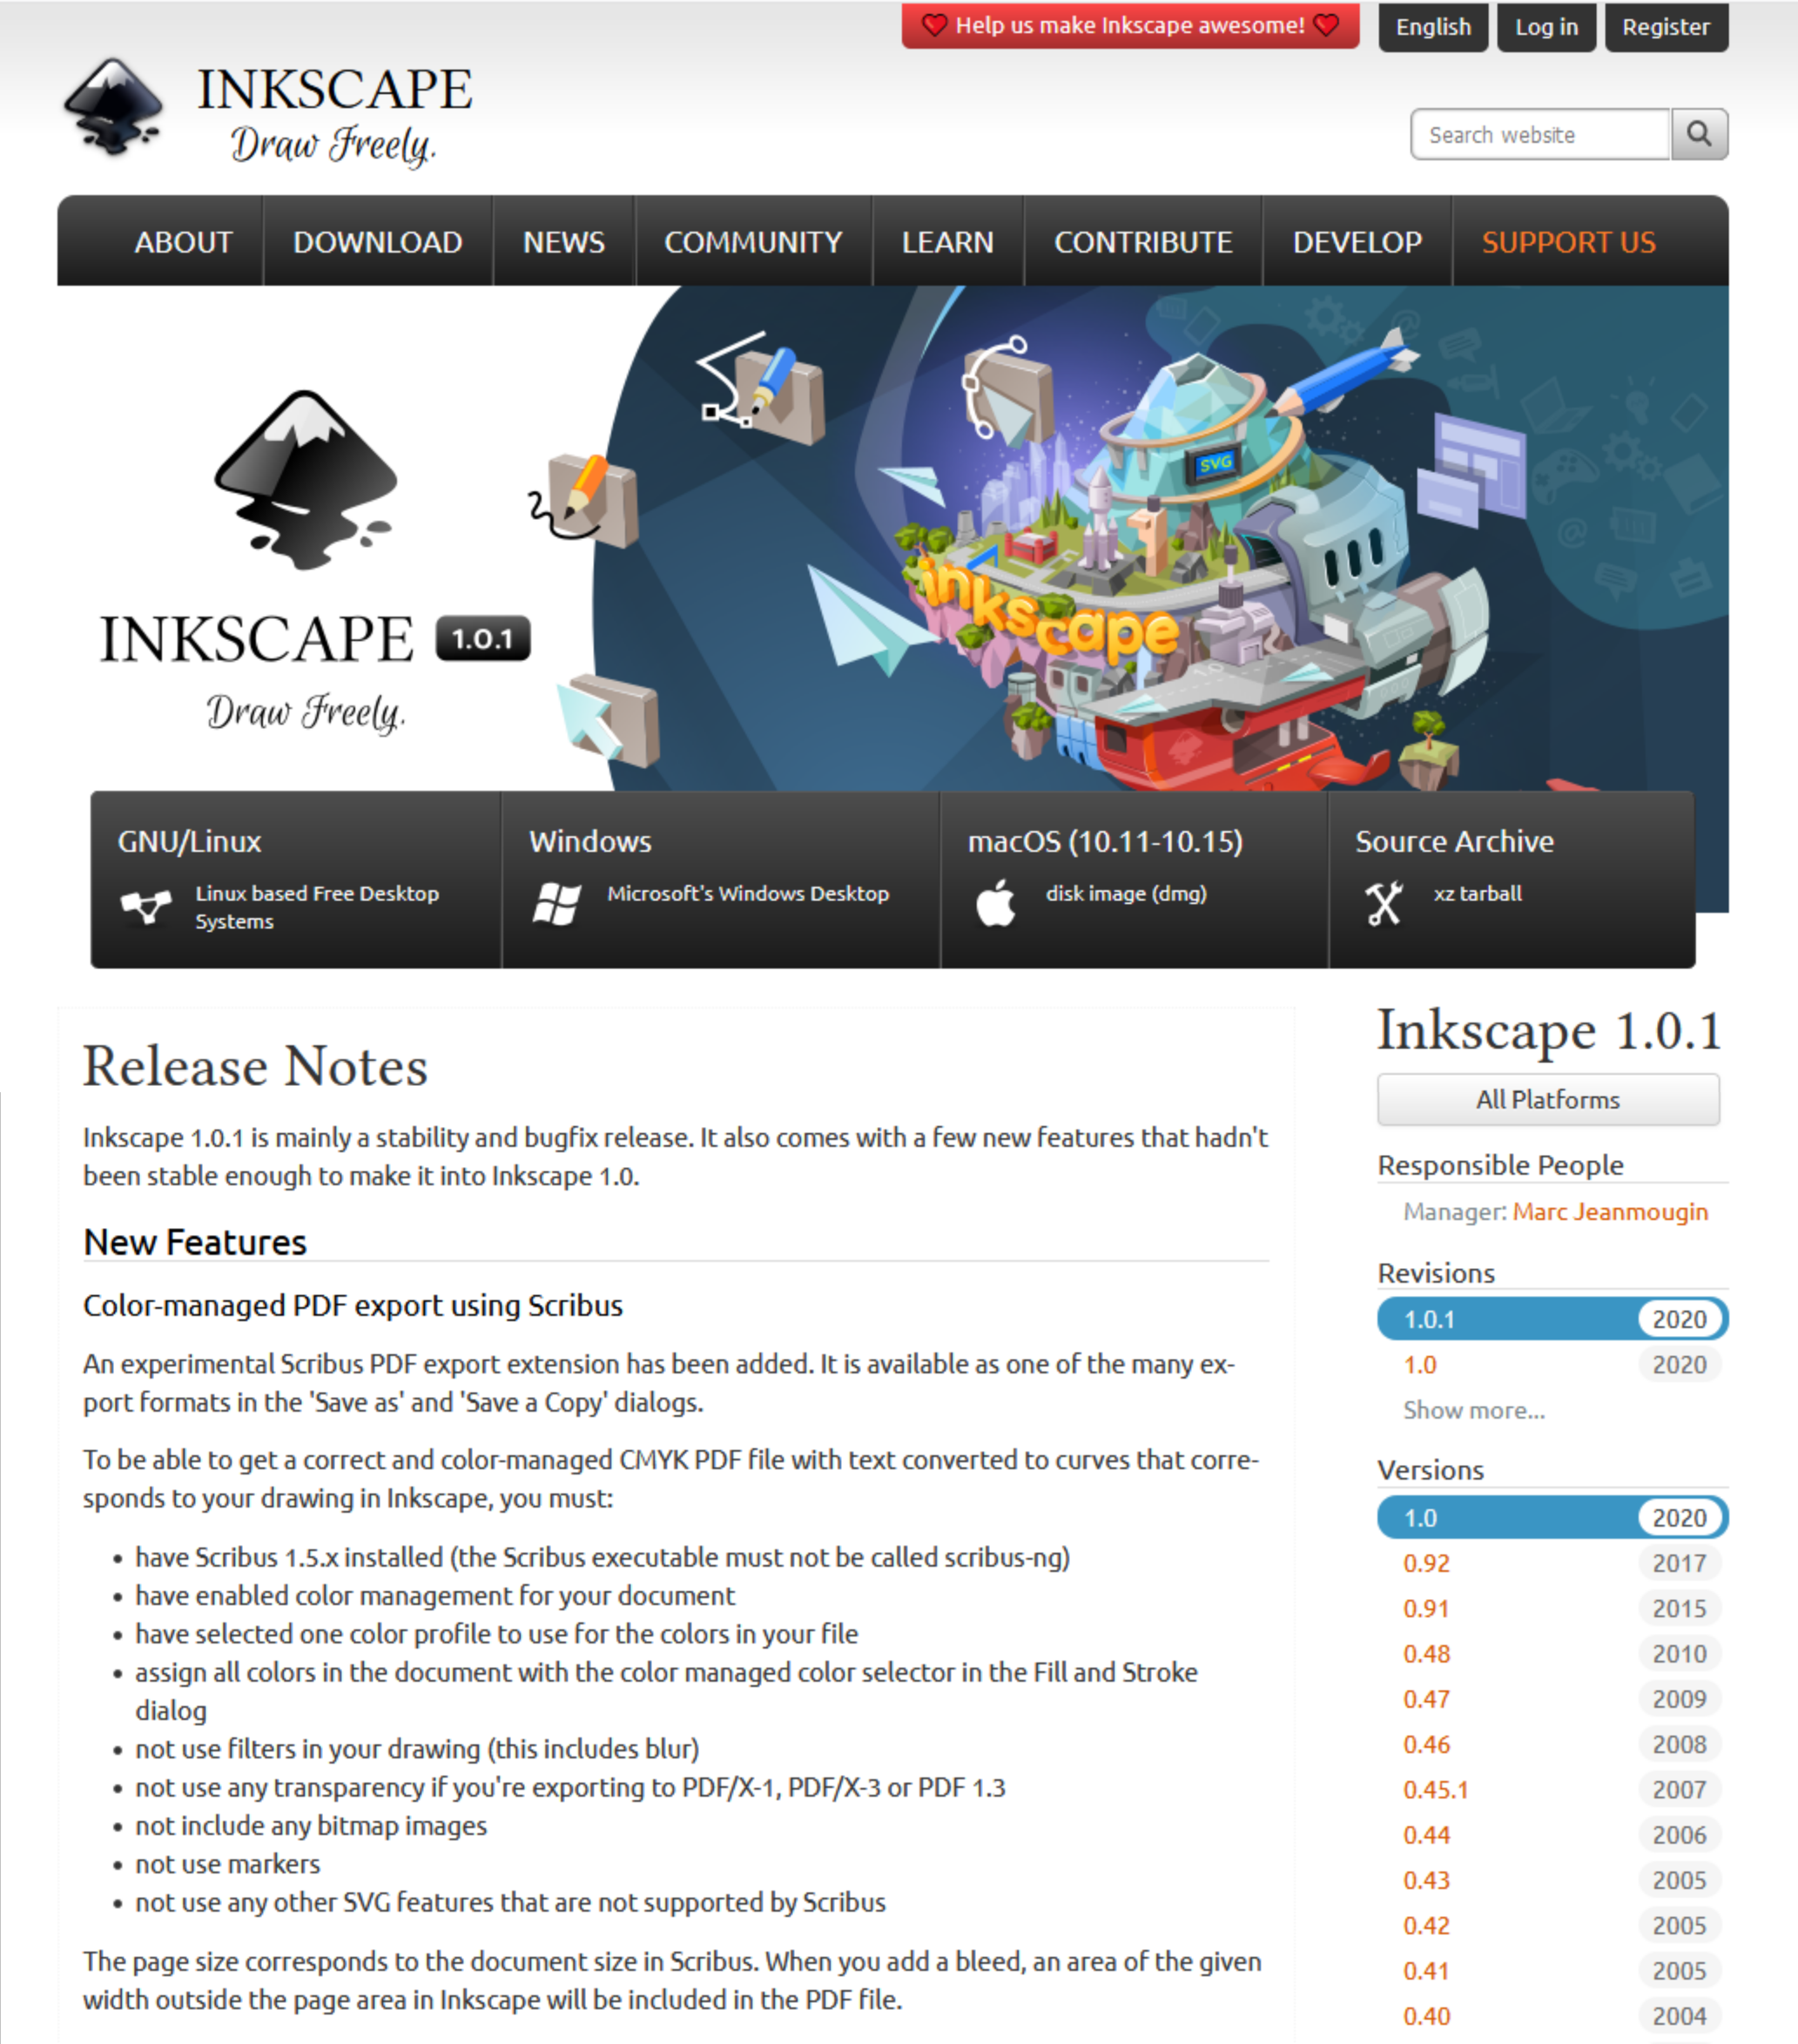 Help us make Inkscape awesome!
English
Log in
Register
INKSCAPE
Draw Freely.
Search website
ABOUT
DOWNLOAD
NEWS
COMMUNITY
LEARN
CONTRIBUTE
DEVELOP
SUPPORT US
SVG
inkscape
INKSCAPE 1.0.1
Draw Freely.
GNU/Linux
Linux based Free Desktop
Systems
Windows
Microsoft's Windows Desktop
macOS (10.11-10.15)
disk image (dmg)
Source Archive
xz tarball
Release Notes
Inkscape 1.0.1 is mainly a stability and bugfix release. It also comes with a few new features that hadn't
been stable enough to make it into Inkscape 1.0.
New Features
Color-managed PDF export using Scribus
An experimental Scribus PDF export extension has been added. It is available as one of the many ex-
port formats in the 'Save as' and 'Save a Copy' dialogs.
To be able to get a correct and color-managed CMYK PDF file with text converted to curves that corre-
sponds to your drawing in Inkscape, you must:
• have Scribus 1.5.x installed (the Scribus executable must not be called scribus-ng)
• have enabled color management for your document
• have selected one color profile to use for the colors in your file
• assign all colors in the document with the color managed color selector in the Fill and Stroke
dialog
• not use filters in your drawing (this includes blur)
• not use any transparency if you're exporting to PDF/X-1, PDF/X-3 or PDF 1.3
• not include any bitmap images
• not use markers
• not use any other SVG features that are not supported by Scribus
The page size corresponds to the document size in Scribus. When you add a bleed, an area of the given
width outside the page area in Inkscape will be included in the PDF file.
Inkscape 1.0.1
All Platforms
Responsible People
Manager: Marc Jeanmougin
Revisions
1.0.1 2020
1.0 2020
Show more...
Versions
1.0 2020
0.92 2017
0.91 2015
0.48 2010
0.47 2009
0.46 2008
0.45.1 2007
0.44 2006
0.43 2005
0.42 2005
0.41 2005
0.40 2004